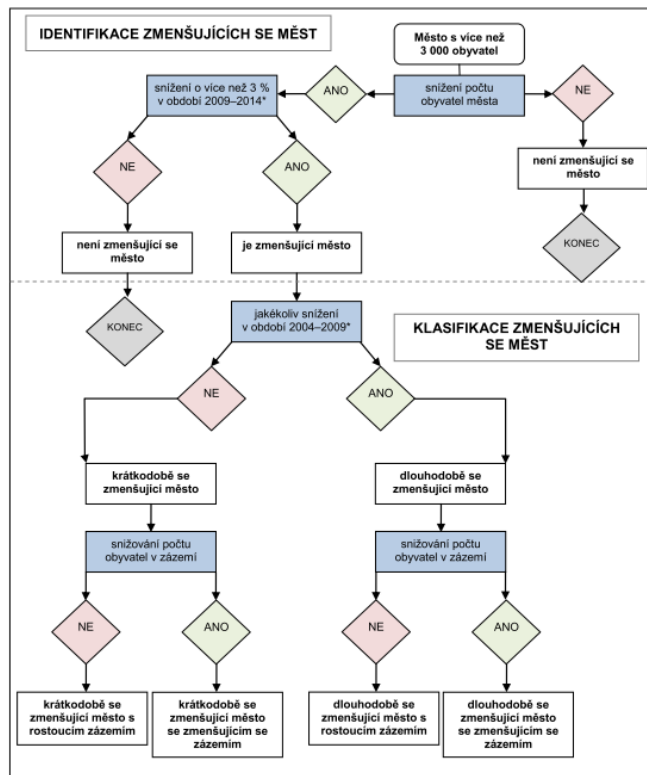 IDENTIFIKACE ZMENŠUJÍCÍCH SE MĚST
Město s více než
3 000 obyvatel
snížení o více než 3 %
v období 2009–2014*
ANO
snížení počtu
obyvatel města
NE
NE
ANO
není zmenšující se
město
KONEC
není zmenšující se
město
je zmenšující město
KONEC
jakékoliv snížení
v období 2004–2009*
KLASIFIKACE ZMENŠUJÍCÍCH
SE MĚST
NE
ANO
krátkodobě se
zmenšující město
dlouhodobě se
zmenšující město
snižování počtu
obyvatel v zázemí
snižování počtu
obyvatel v zázemí
NE
ANO
NE
ANO
krátkodobě se
zmenšující město s
rostoucím zázemím
krátkodobě se
zmenšující město
se zmenšujícím se
zázemím
dlouhodobě se
zmenšující město s
rostoucím zázemím
dlouhodobě se
zmenšující město
se zmenšujícím se
zázemím